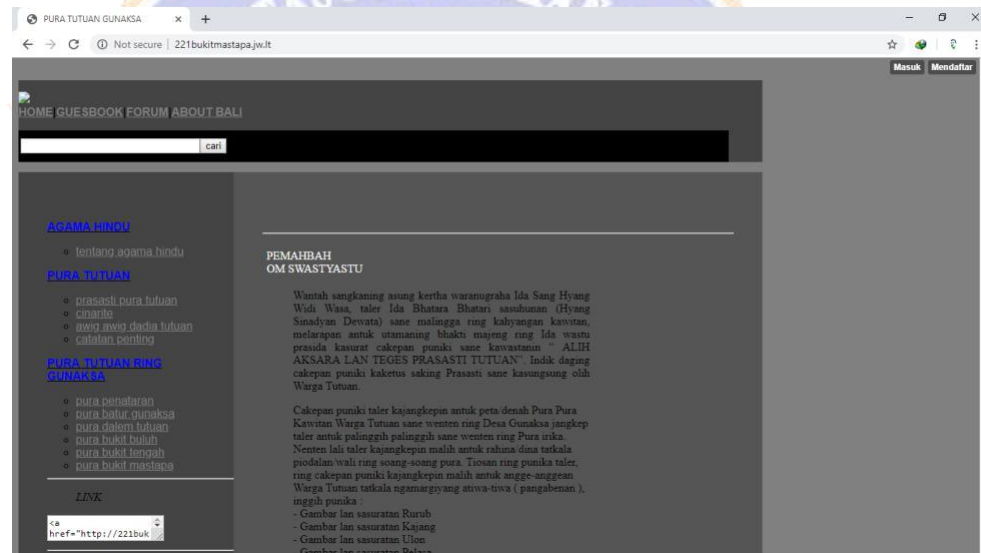 PURA TUTUAN GUNAKSA
Not secure
221bukitmastapa.jw.lt
Masuk
Mendaftar
HOME|GUESBOOK|FORUM|ABOUT BALI
cari
AGAMA HINDU
tentang agama hindu
PURA TUTUAN
prasasti pura tutuan
cinarite
awig awig dadia tutuan
catatan penting
PURA TUTUAN RING
GUNAKSA
pura penataran
pura batur gunaksa
pura dalem tutuan
pura bukit buluh
pura bukit tengah
pura bukit mastapa
LINK
<a
href="http://221buk
PEMAHBAH
OM SWASTYASTU
Wantah sangkaning asung kertha waranugraha Ida Sang Hyang
Widi Wasa, taler Ida Bhatara Bhatari sasuhunan (Hyang
Sinadyan Dewata) sane malingga ring kahyangan kawitan,
melarapan antuk utamaning bhakti majeng ring Ida wastu
prasida kasurat cakepan puniki sane kawastanin " ALIH
AKSARA LAN TEGES PRASASTI TUTUAN". Indik daging
cakepan puniki kaketus saking Prasasti sane kasungsung olih
Warga Tutuan.
Cakepan puniki taler kajangkepin antuk peta/denah Pura Pura
Kawitan Warga Tutuan sane wenten ring Desa Gunaksa jangkep
taler antuk palinggih palinggih sane wenten ring Pura irika.
Nenten lali taler kajangkepin malih antuk rahina/dina tatkala
piodalan/wali ring soang-soang pura. Tiosan ring punika taler,
ring cakepan puniki kajangkepin malih antuk angge-anggean
Warga Tutuan tatkala ngamargiyang atiwa-tiwa ( pangabenan ),
inggih punika :
- Gambar lan sasuratan Rurub
- Gambar lan sasuratan Kajang
- Gambar lan sasuratan Ulon
- Gambar lan sasuratan Pelasa